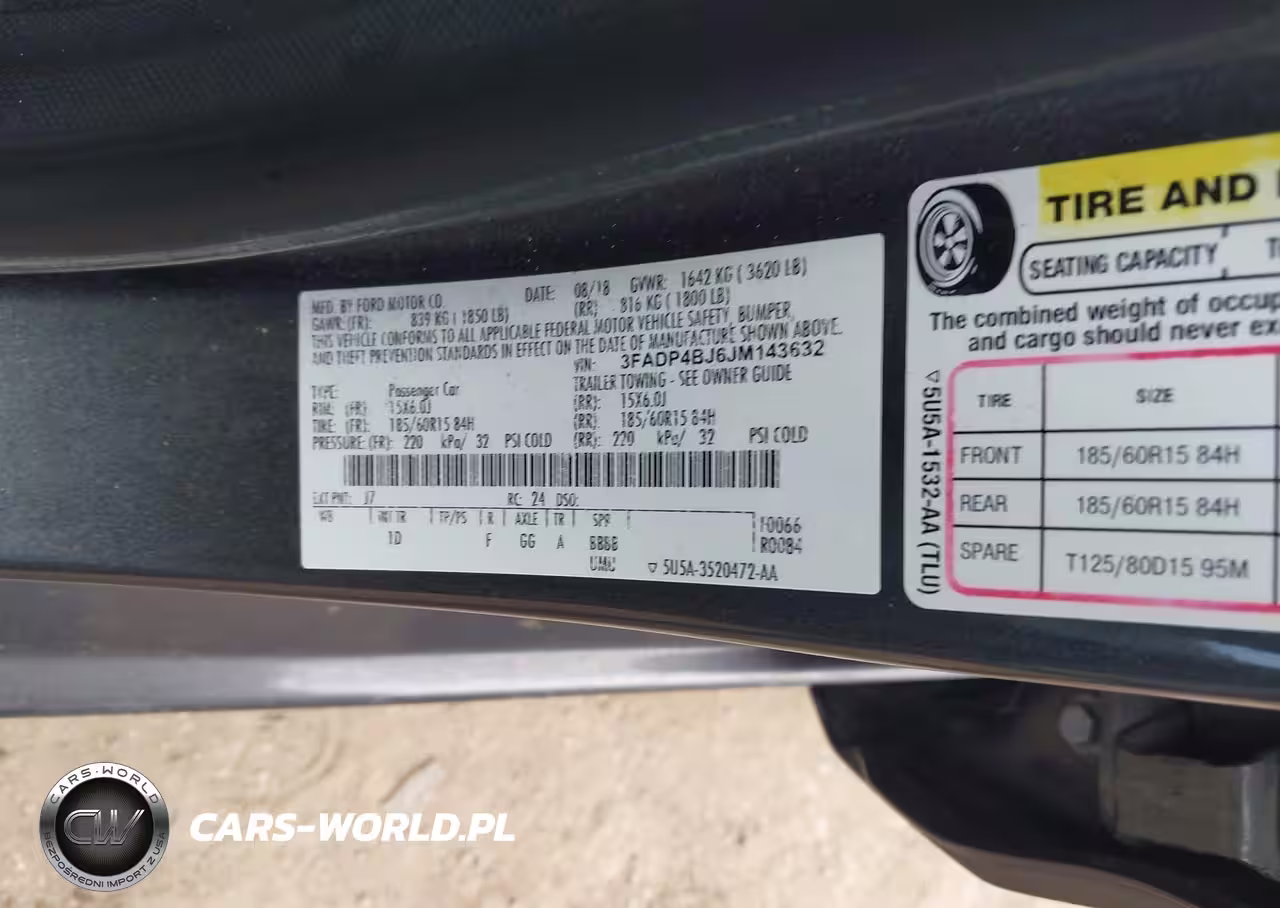 MFD. BY FORD MOTOR CO.
DATE: 08/18 GVWR: 1642 KG ( 3620 LB)
GAWR: (FR): 839 KG ( 1850 LB) (RR): 816 KG ( 1800 LB)
THIS VEHICLE CONFORMS TO ALL APPLICABLE FEDERAL MOTOR VEHICLE SAFETY, BUMPER,
AND THEFT PREVENTION STANDARDS IN EFFECT ON THE DATE OF MANUFACTURE SHOWN ABOVE.
VIN: 3FADP4BJ6JM143632
TYPE: Passenger Car TRAILER TOWING - SEE OWNER GUIDE
RIM: (FR): 15X6.0J (RR): 15X6.0J
TIRE: (FR): 185/60R15 84H (RR): 185/60R15 84H
PRESSURE: (FR): 220 kPa/ 32 PSI COLD (RR): 220 kPa/ 32 PSI COLD
EXT PNT: J7 RC: 24 DSO:
WB INT TR TP/PS R AXLE TR SPR F0066
1D F GG A BBBB R0084
UMU ▽ 5U5A-3520472-AA
TIRE AND
SEATING CAPACITY
The combined weight of occup
and cargo should never ex
▽5U5A-1532-AA (TLU)
TIRE SIZE
FRONT 185/60R15 84H
REAR 185/60R15 84H
SPARE T125/80D15 95M
CARS-WORLD
CW
BEZPOŚREDNI IMPORT Z USA
CARS-WORLD.PL